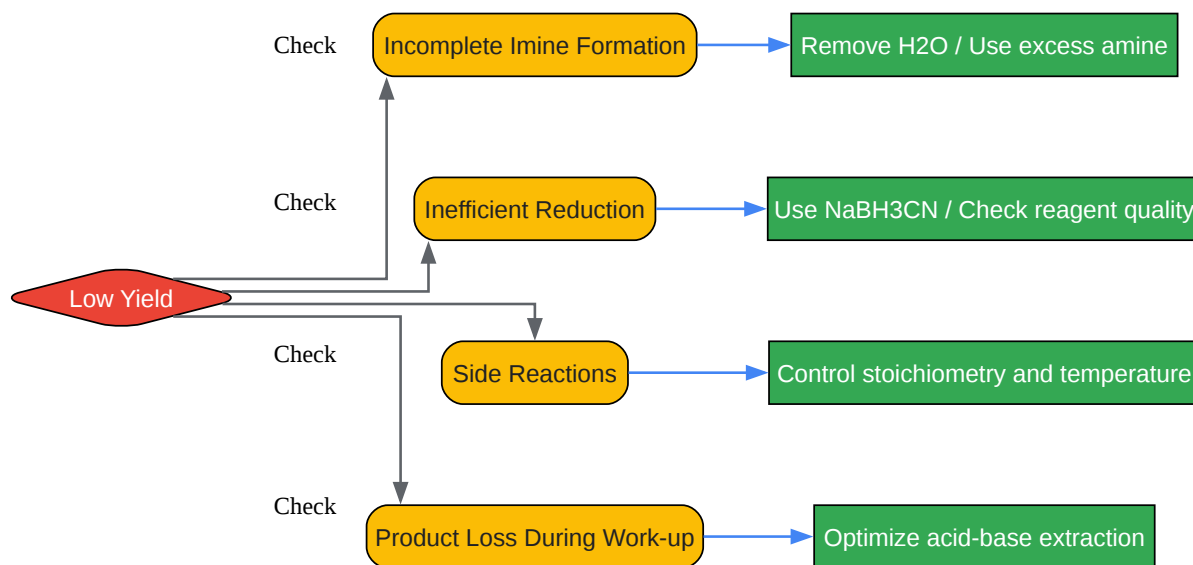 Check
Incomplete Imine Formation
Remove H2O / Use excess amine
Check
Inefficient Reduction
Use NaBH3CN / Check reagent quality
Low Yield
Check
Side Reactions
Control stoichiometry and temperature
Check
Product Loss During Work-up
Optimize acid-base extraction